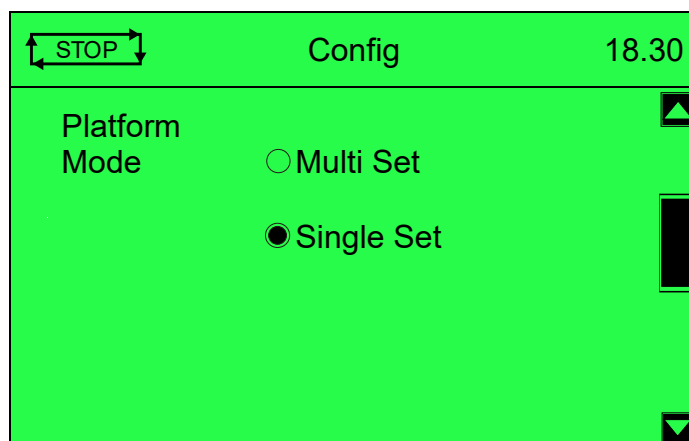 STOP Config 18.30
Platform
Mode
Multi Set
Single Set